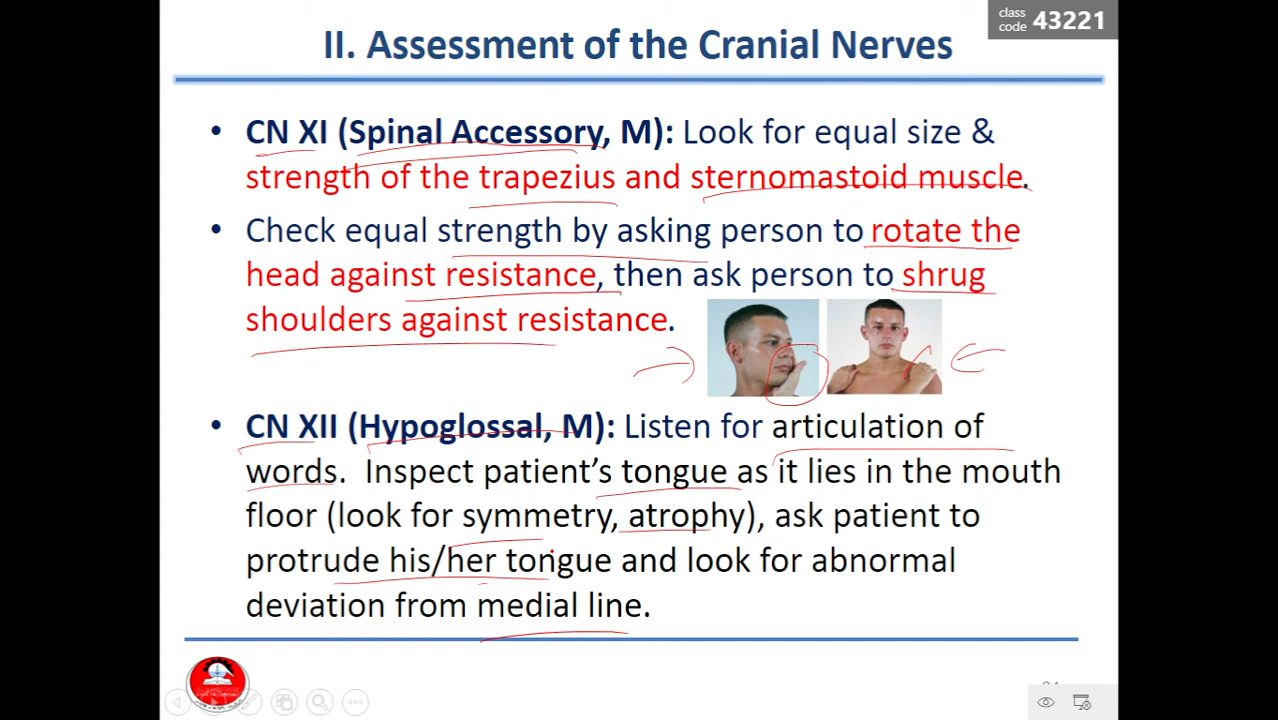 class
code 43221
II. Assessment of the Cranial Nerves
• CN XI (Spinal Accessory, M): Look for equal size &
strength of the trapezius and sternomastoid muscle.
• Check equal strength by asking person to rotate the
head against resistance, then ask person to shrug
shoulders against resistance.
• CN XII (Hypoglossal, M): Listen for articulation of
words. Inspect patient’s tongue as it lies in the mouth
floor (look for symmetry, atrophy), ask patient to
protrude his/her tongue and look for abnormal
deviation from medial line.